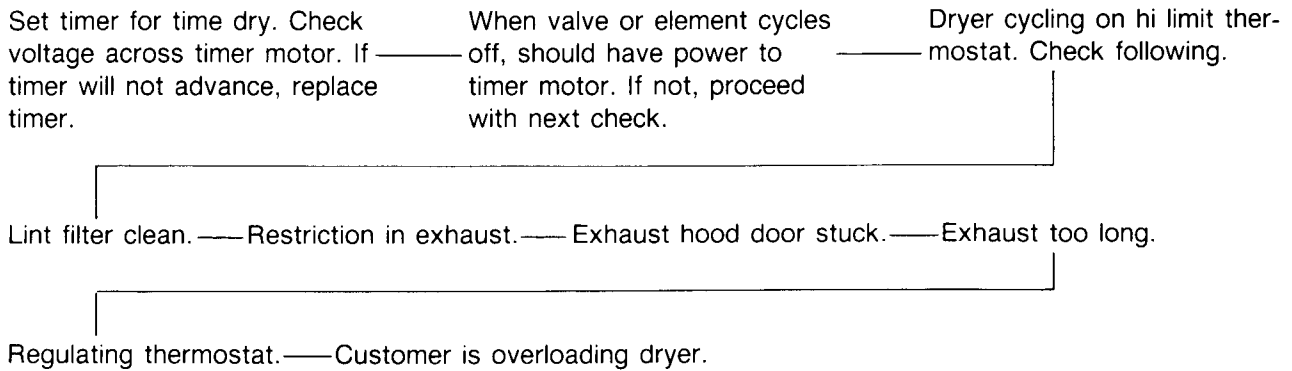 Set timer for time dry. Check
voltage across timer motor. If
timer will not advance, replace
timer.
When valve or element cycles
off, should have power to
timer motor. If not, proceed
with next check.
Dryer cycling on hi limit ther-
mostat. Check following.
Lint filter clean. Restriction in exhaust. Exhaust hood door stuck. Exhaust too long.
Regulating thermostat. Customer is overloading dryer.